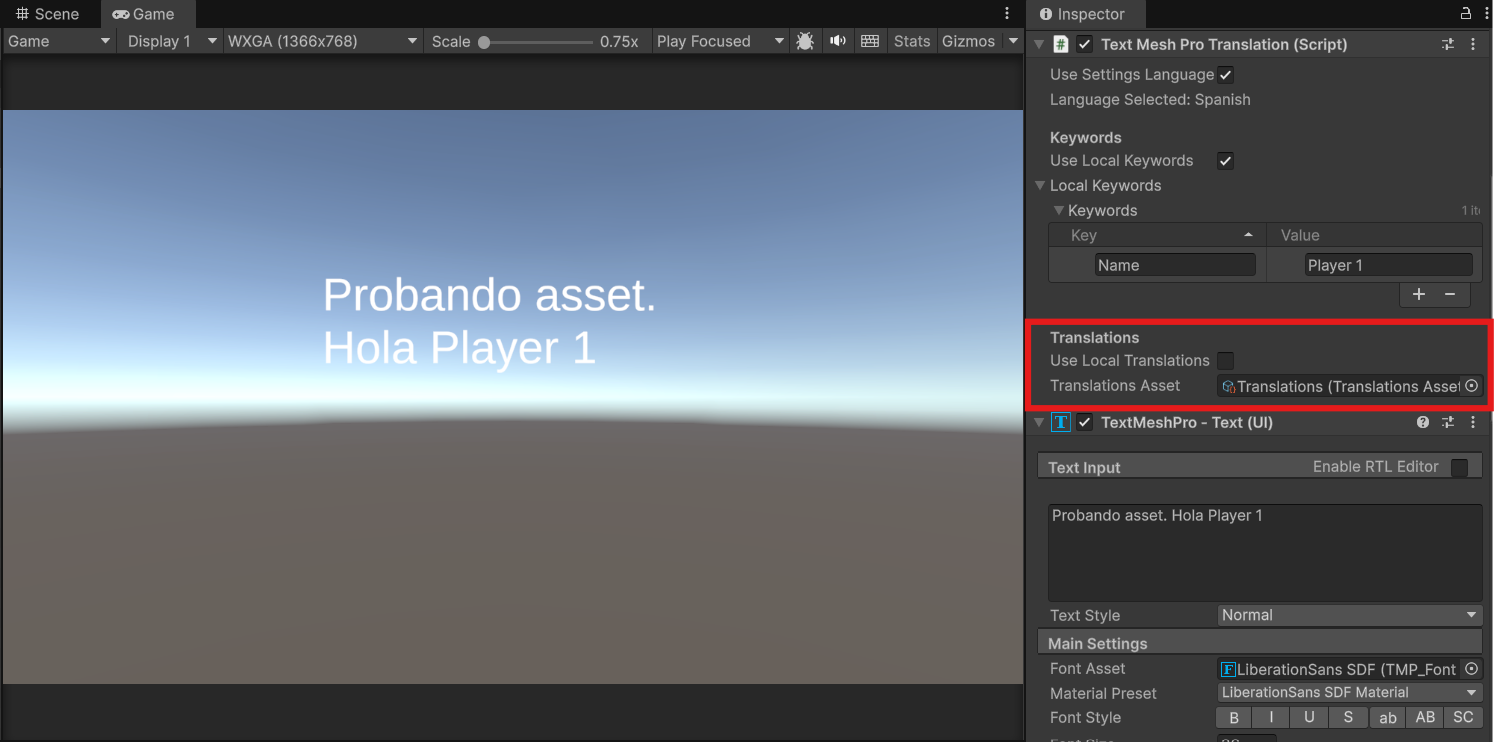 Scene
Game
Inspector
Game
Display 1
WXGA (1366x768)
Scale
0.75x
Play Focused
Stats
Gizmos
Probando asset.
Hola Player 1
# Text Mesh Pro Translation (Script)
Use Settings Language
Language Selected: Spanish
Keywords
Use Local Keywords
Local Keywords
Keywords
Key
Value
Name
Player 1
+ −
Translations
Use Local Translations
Translations Asset
Translations (Translations Asset
T TextMeshPro - Text (UI)
Text Input
Enable RTL Editor
Probando asset. Hola Player 1
Text Style
Normal
Main Settings
Font Asset
F LiberationSans SDF (TMP_Font
Material Preset
LiberationSans SDF Material
Font Style
B I U S ab AB SC